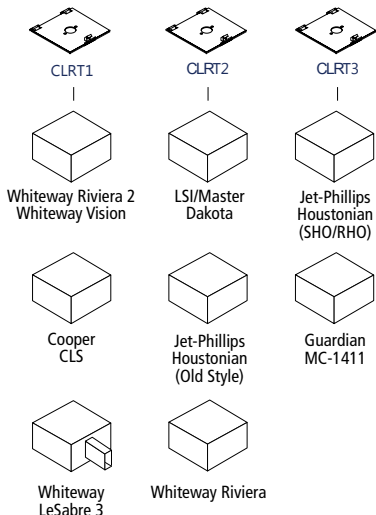 CLRT1
CLRT2
CLRT3
Whiteway Riviera 2
Whiteway Vision
LSI/Master
Dakota
Jet-Phillips
Houstonian
(SHO/RHO)
Cooper
CLS
Jet-Phillips
Houstonian
(Old Style)
Guardian
MC-1411
Whiteway
LeSabre 3
Whiteway Riviera